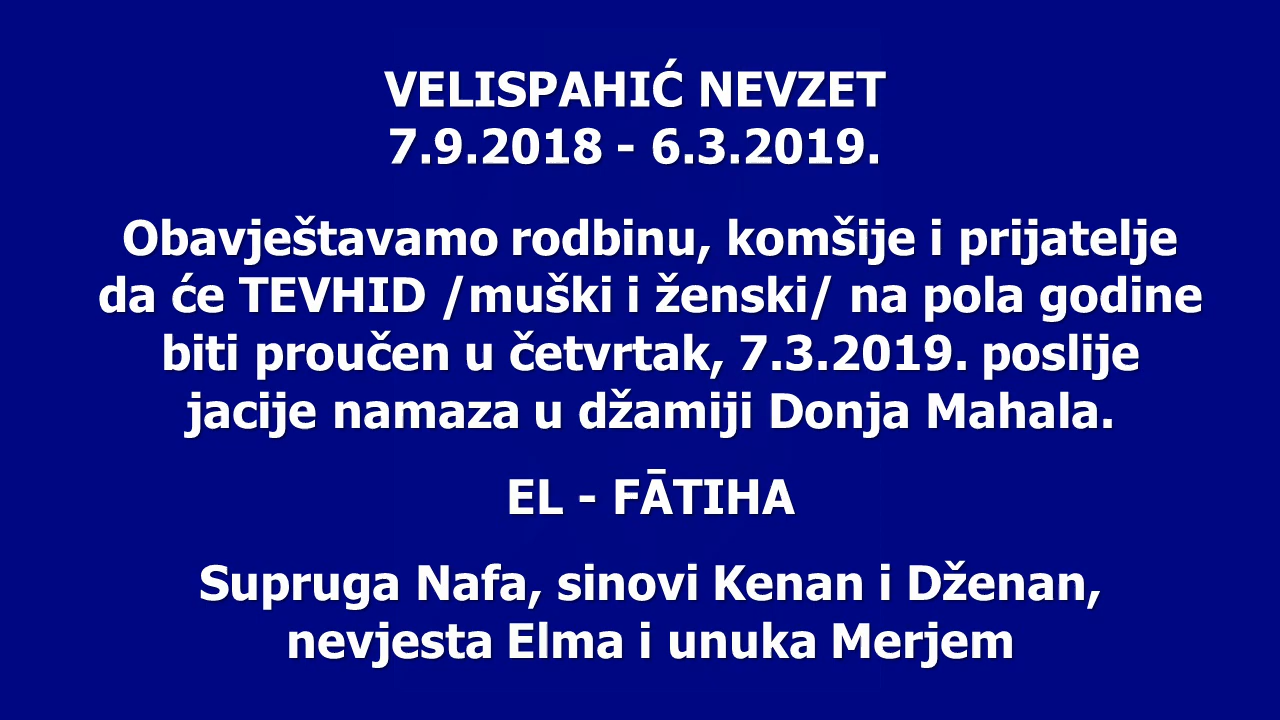 VELISPAHIĆ NEVZET
7.9.2018 - 6.3.2019.
Obavještavamo rodbinu, komšije i prijatelje
da će TEVHID /muški i ženski/ na pola godine
biti proučen u četvrtak, 7.3.2019. poslije
jacije namaza u džamiji Donja Mahala.
EL - FĀTIHA
Supruga Nafa, sinovi Kenan i Dženan,
nevjesta Elma i unuka Merjem